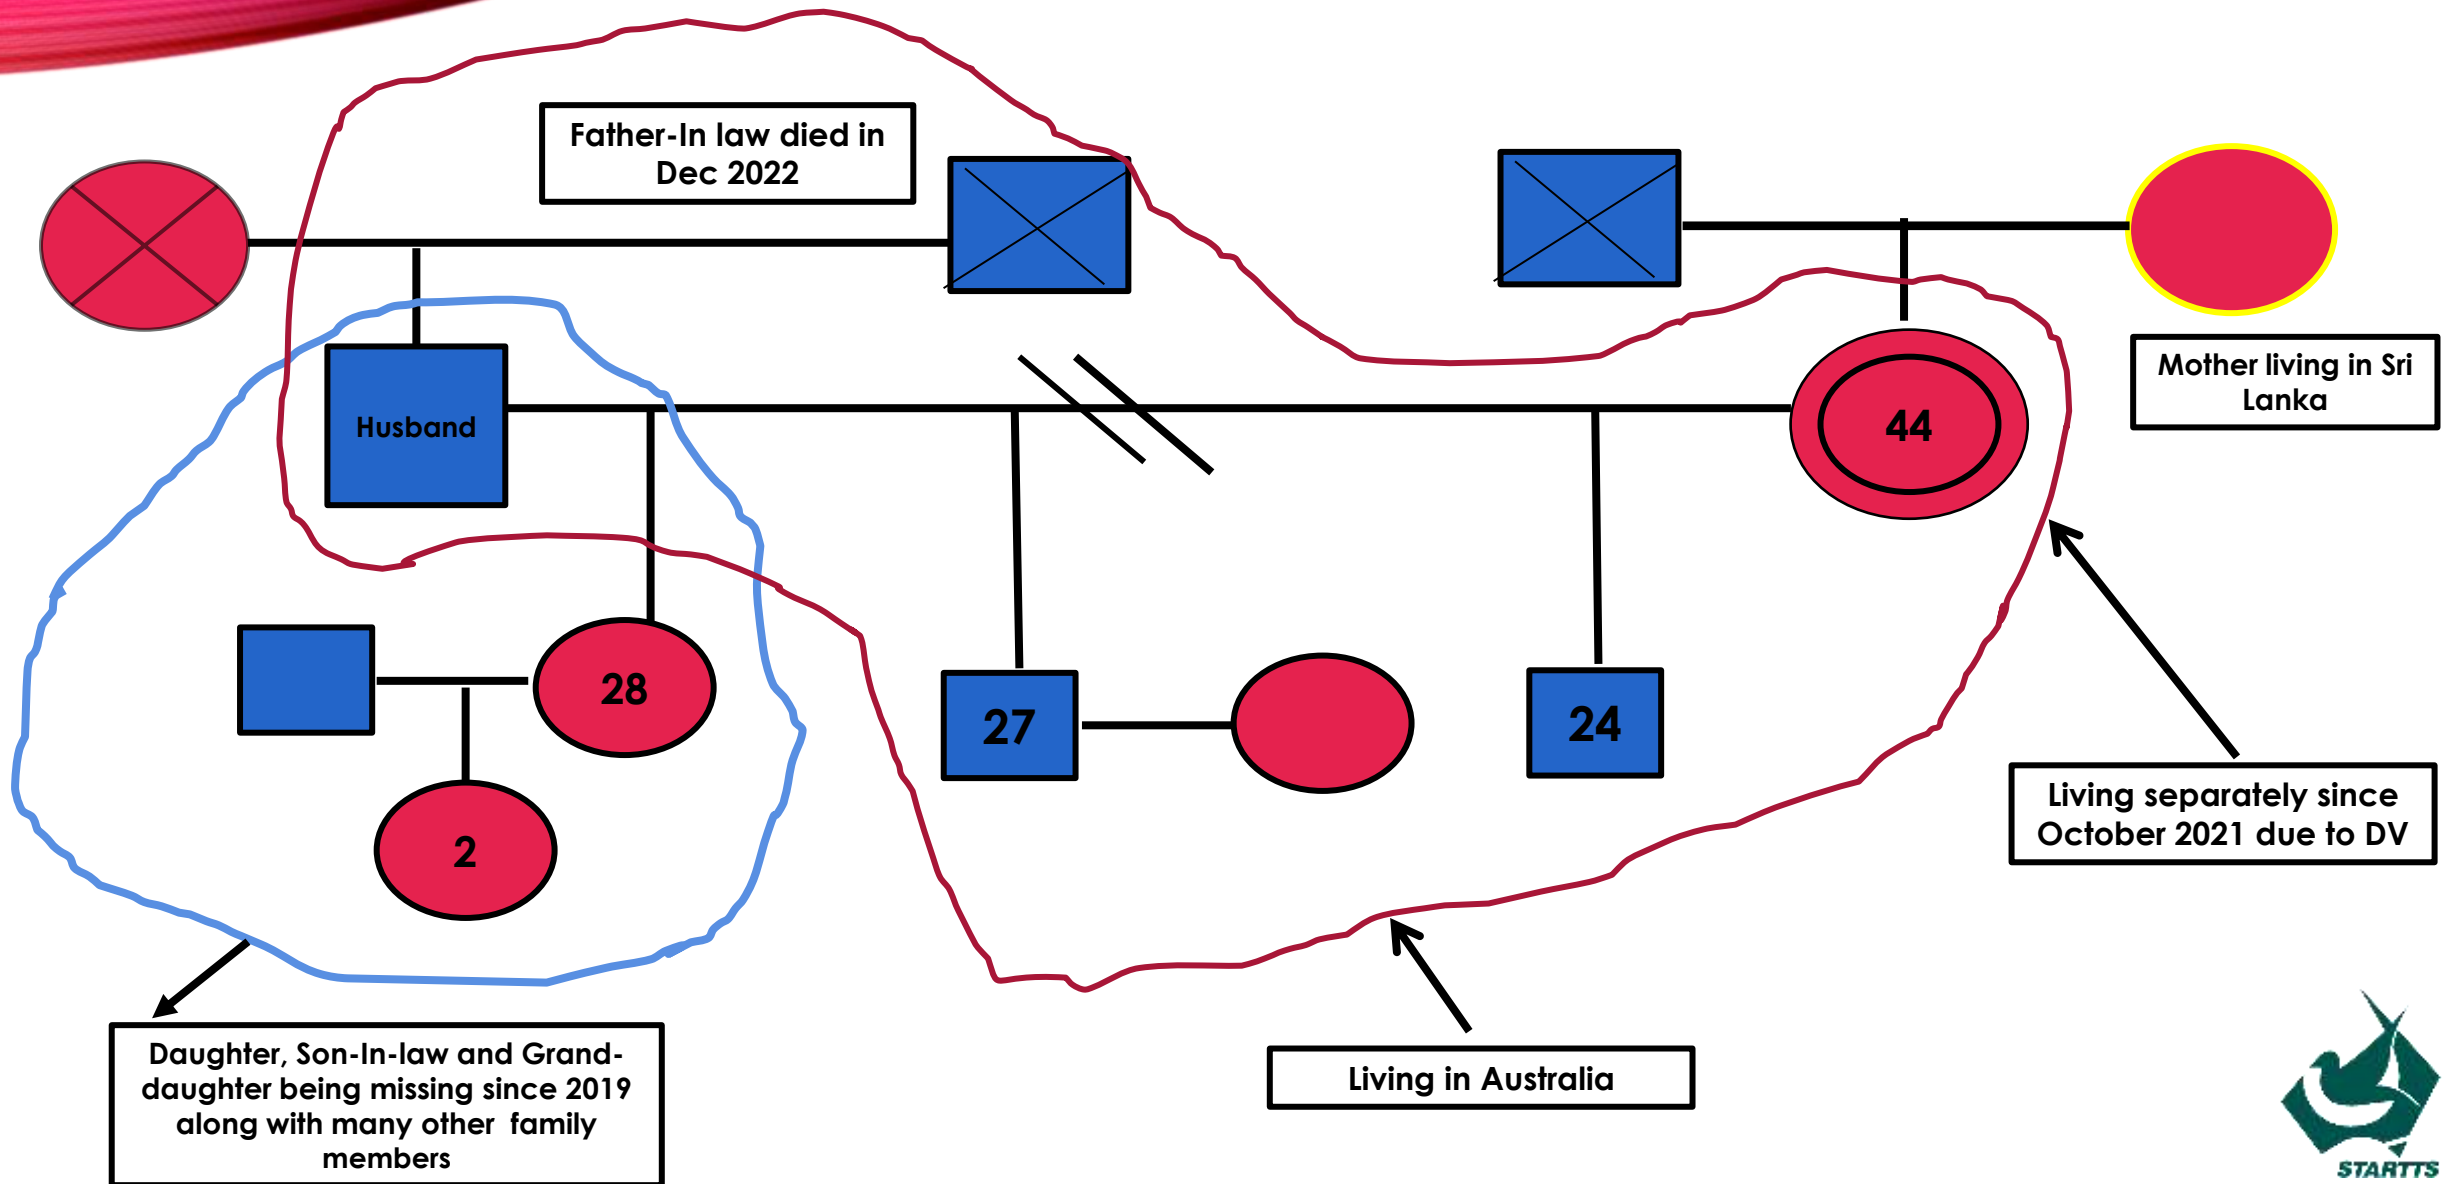 Father-In law died in
Dec 2022
Mother living in Sri
Lanka
Husband
44
28
27
24
2
Living separately since
October 2021 due to DV
Daughter, Son-In-law and Grand-
daughter being missing since 2019
along with many other family
members
Living in Australia
STARTTS